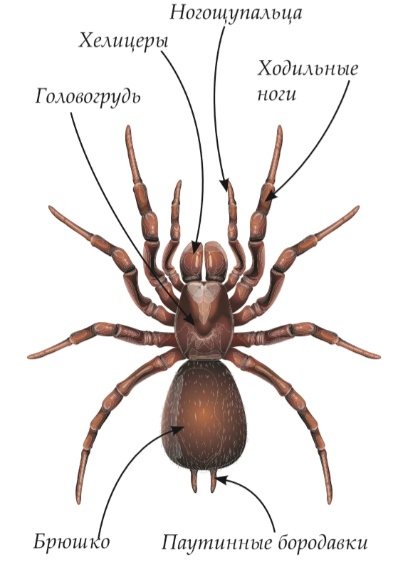 Ногощупальца
Хелицеры
Ходильные
ноги
Головогрудь
Брюшко
Паутинные бородавки